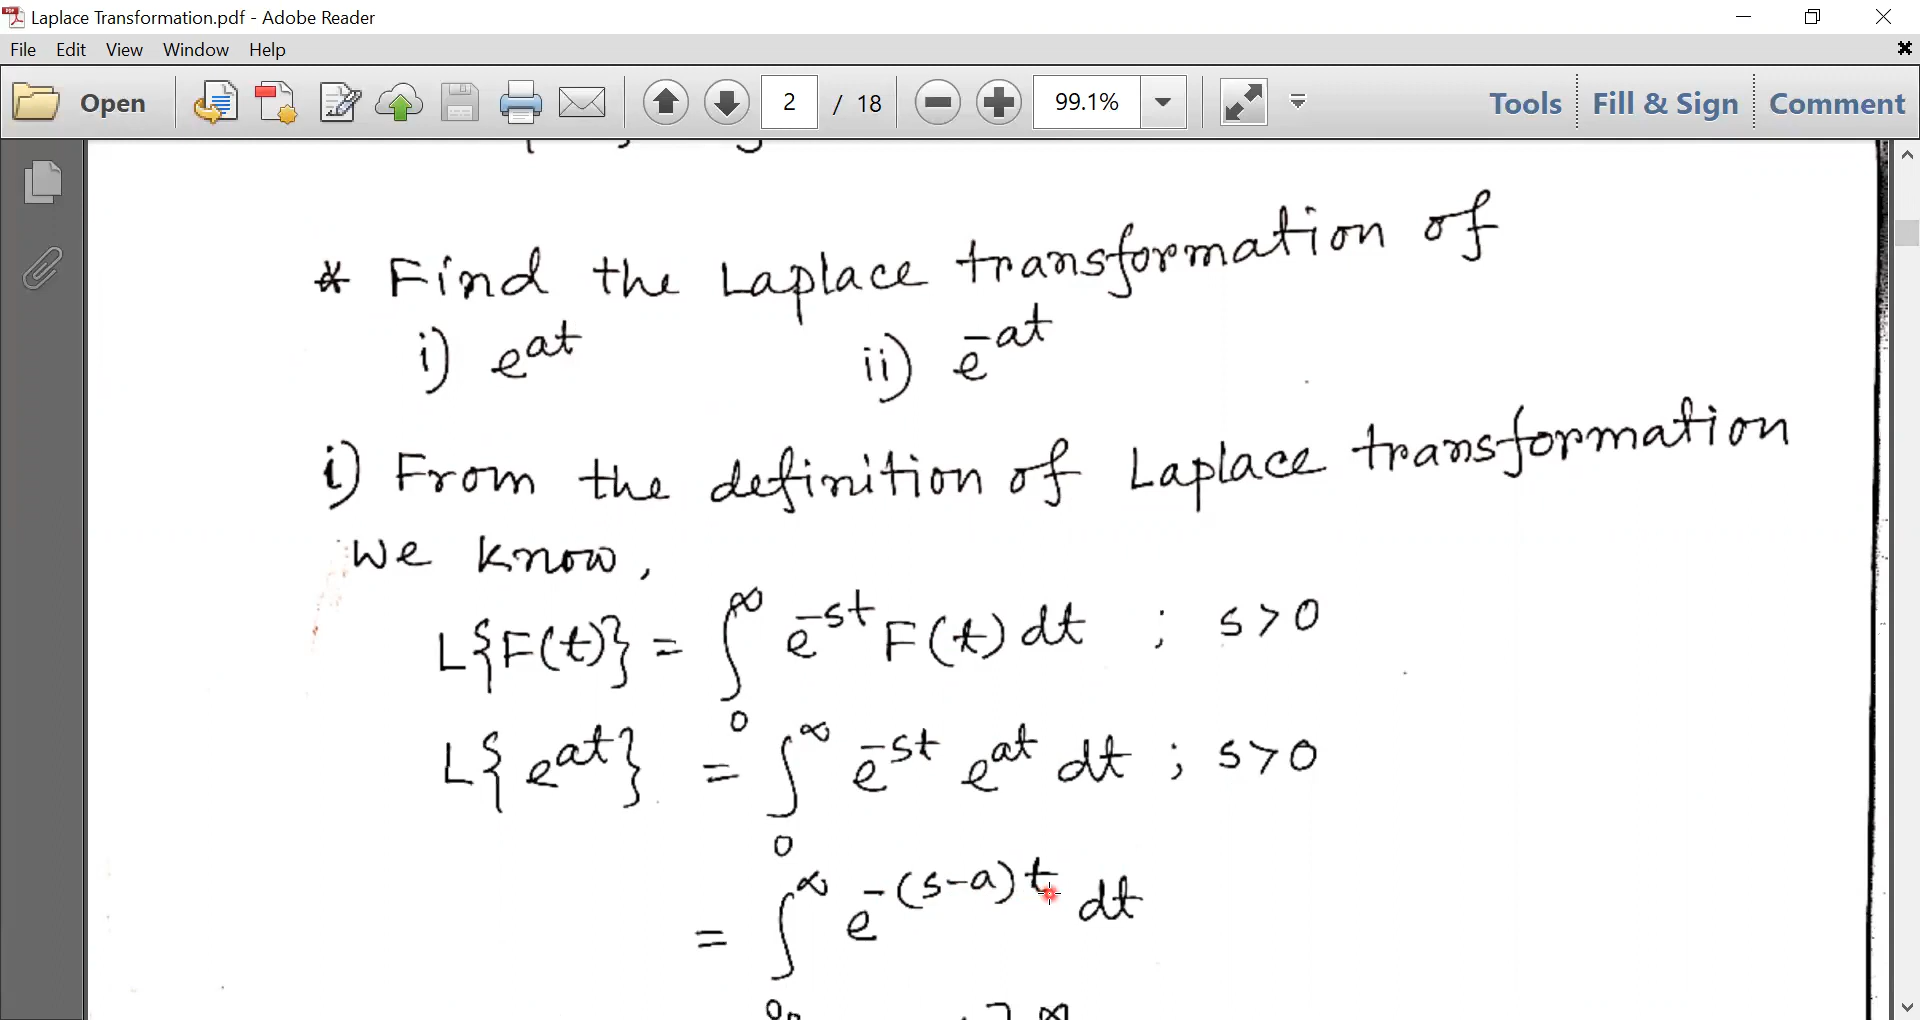 Laplace Transformation.pdf - Adobe Reader
File Edit View Window Help
Open 2 / 18 99.1% Tools Fill & Sign Comment
* Find the Laplace transformation of
i) e^{at} ii) e^{-at}
i) From the definition of Laplace transformation
we know,
L{F(t)} = ∫_0^∞ e^{-st} F(t) dt ; s>0
L{e^{at}} = ∫_0^∞ e^{-st} e^{at} dt ; s>0
= ∫_0^∞ e^{-(s-a)t} dt